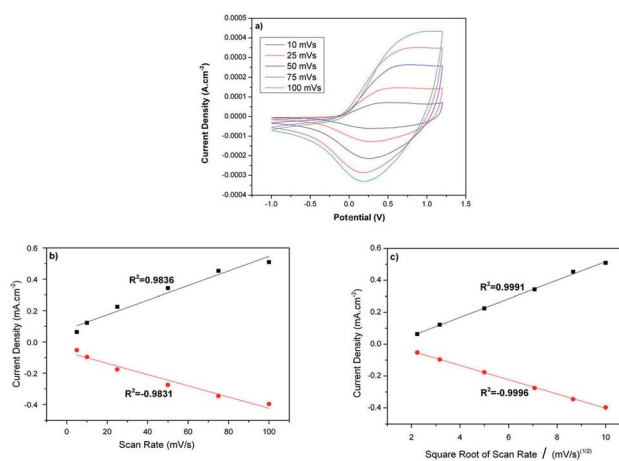 a)
0.0005
0.0004
0.0003
0.0002
0.0001
0.0000
-0.0001
-0.0002
-0.0003
-0.0004
Current Density (A.cm⁻²)
10 mVs
25 mVs
50 mVs
75 mVs
100 mVs
-1.0
-0.5
0.0
0.5
1.0
1.5
Potential (V)
b)
0.6
0.4
0.2
0.0
-0.2
-0.4
Current Density (mA.cm⁻²)
R²=0.9836
R²=-0.9831
0
20
40
60
80
100
Scan Rate (mV/s)
c)
0.6
0.4
0.2
0.0
-0.2
-0.4
Current Density (mA.cm⁻²)
R²=0.9991
R²=-0.9996
2
4
6
8
10
Square Root of Scan Rate / (mV/s)⁽¹/²⁾